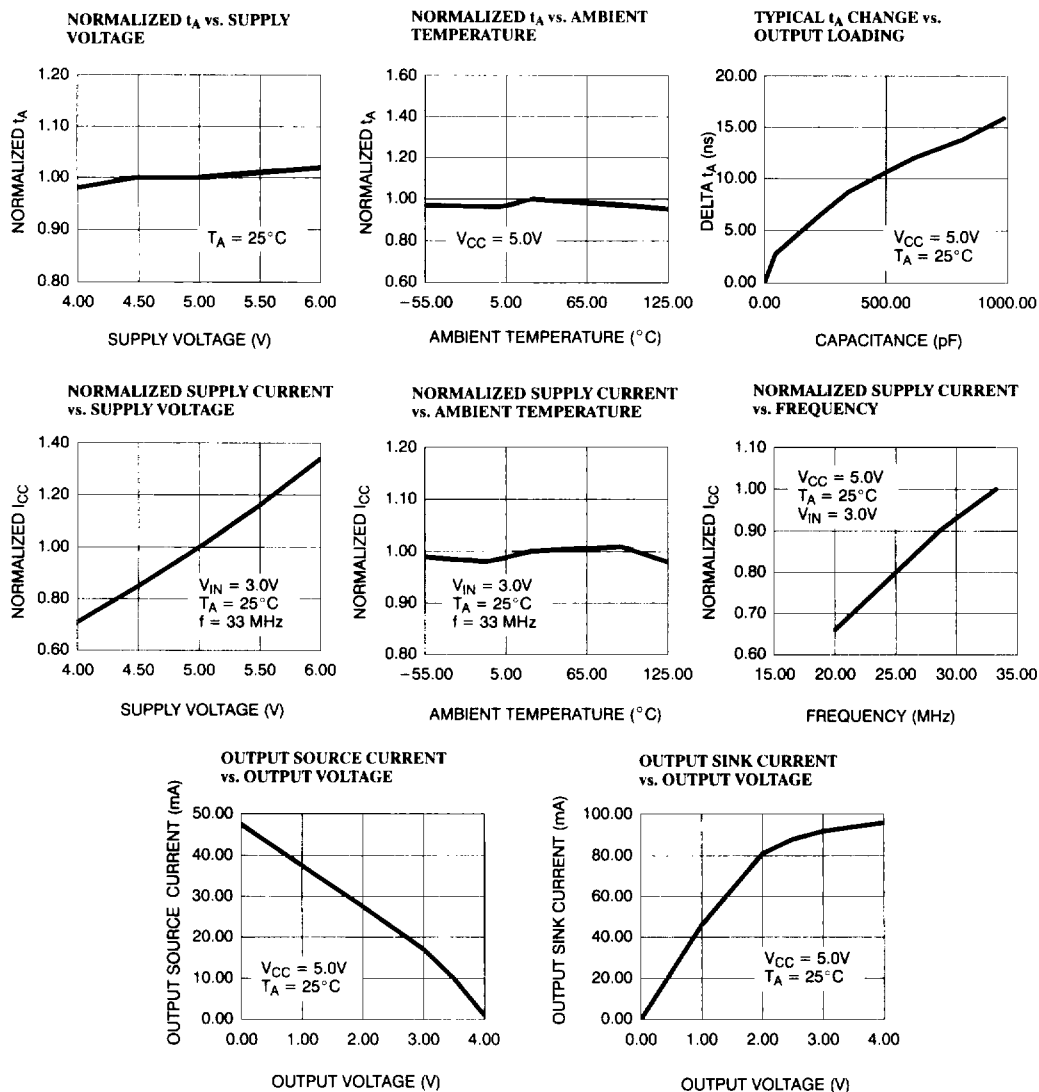 NORMALIZED tA vs. SUPPLY
VOLTAGE
NORMALIZED tA
1.20
1.10
1.00
0.90
0.80
TA = 25°C
4.00 4.50 5.00 5.50 6.00
SUPPLY VOLTAGE (V)
NORMALIZED tA vs. AMBIENT
TEMPERATURE
NORMALIZED tA
1.60
1.40
1.20
1.00
0.80
0.60
VCC = 5.0V
−55.00 5.00 65.00 125.00
AMBIENT TEMPERATURE (°C)
TYPICAL tA CHANGE vs.
OUTPUT LOADING
DELTA tA (ns)
20.00
15.00
10.00
5.00
0.00
VCC = 5.0V
TA = 25°C
0.00 500.00 1000.00
CAPACITANCE (pF)
NORMALIZED SUPPLY CURRENT
vs. SUPPLY VOLTAGE
NORMALIZED ICC
1.40
1.20
1.00
0.80
0.60
VIN = 3.0V
TA = 25°C
f = 33 MHz
4.00 4.50 5.00 5.50 6.00
SUPPLY VOLTAGE (V)
NORMALIZED SUPPLY CURRENT
vs. AMBIENT TEMPERATURE
NORMALIZED ICC
1.20
1.10
1.00
0.90
0.80
VIN = 3.0V
TA = 25°C
f = 33 MHz
−55.00 5.00 65.00 125.00
AMBIENT TEMPERATURE (°C)
NORMALIZED SUPPLY CURRENT
vs. FREQUENCY
NORMALIZED ICC
1.10
1.00
0.90
0.80
0.70
0.60
VCC = 5.0V
TA = 25°C
VIN = 3.0V
15.00 20.00 25.00 30.00 35.00
FREQUENCY (MHz)
OUTPUT SOURCE CURRENT
vs. OUTPUT VOLTAGE
OUTPUT SOURCE CURRENT (mA)
50.00
40.00
30.00
20.00
10.00
0.00
VCC = 5.0V
TA = 25°C
0.00 1.00 2.00 3.00 4.00
OUTPUT VOLTAGE (V)
OUTPUT SINK CURRENT
vs. OUTPUT VOLTAGE
OUTPUT SINK CURRENT (mA)
100.00
80.00
60.00
40.00
20.00
0.00
VCC = 5.0V
TA = 25°C
0.00 1.00 2.00 3.00 4.00
OUTPUT VOLTAGE (V)